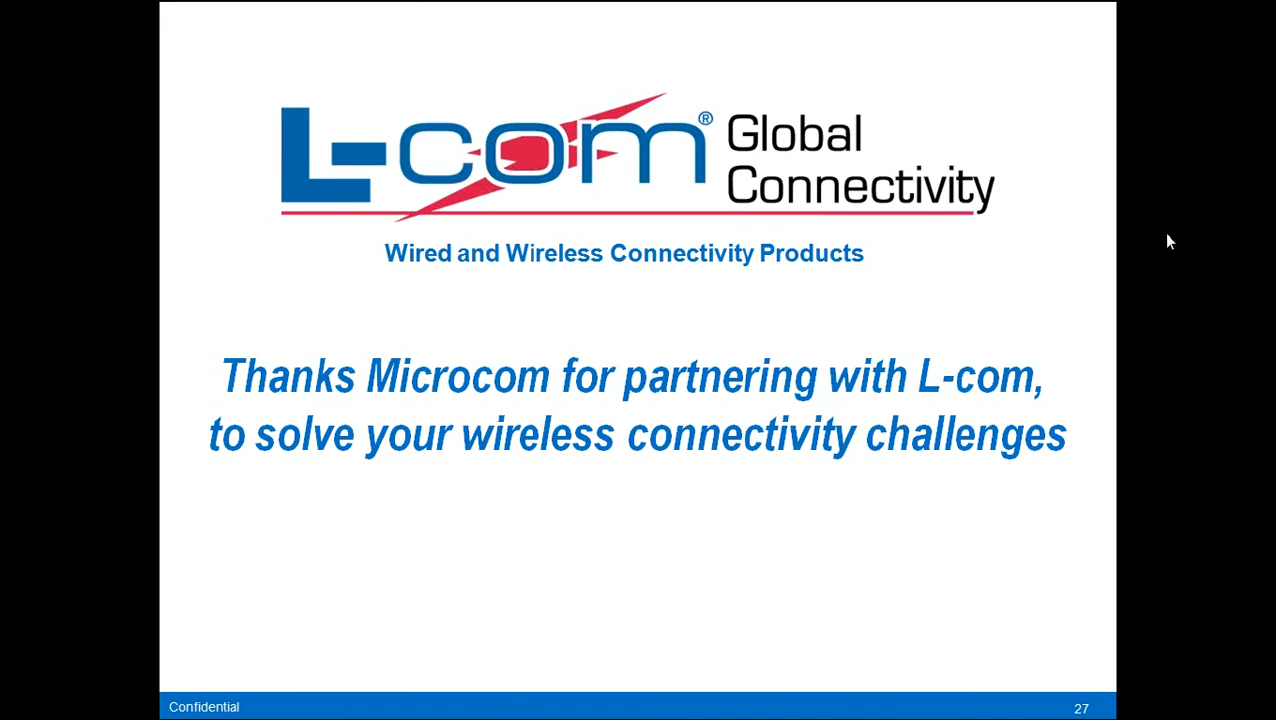 L-com® Global
Connectivity
Wired and Wireless Connectivity Products
Thanks Microcom for partnering with L-com,
to solve your wireless connectivity challenges
Confidential
27